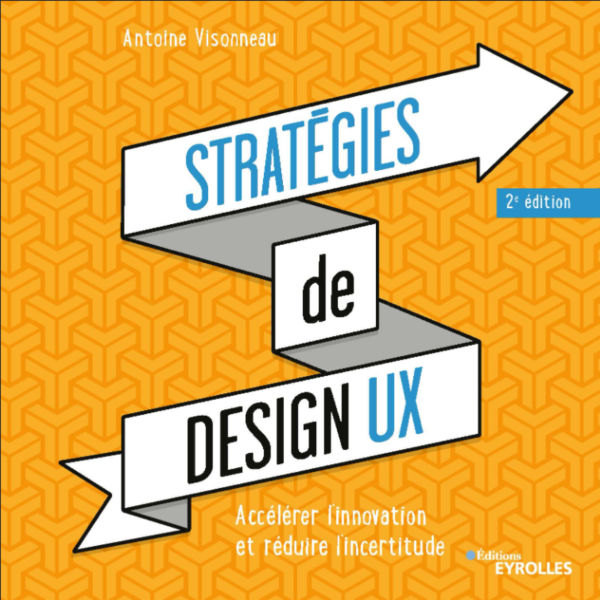 Antoine Visonneau
STRATÉGIES
2e édition
de
DESIGN UX
Accélérer l'innovation
et réduire l'incertitude
Éditions
EYROLLES